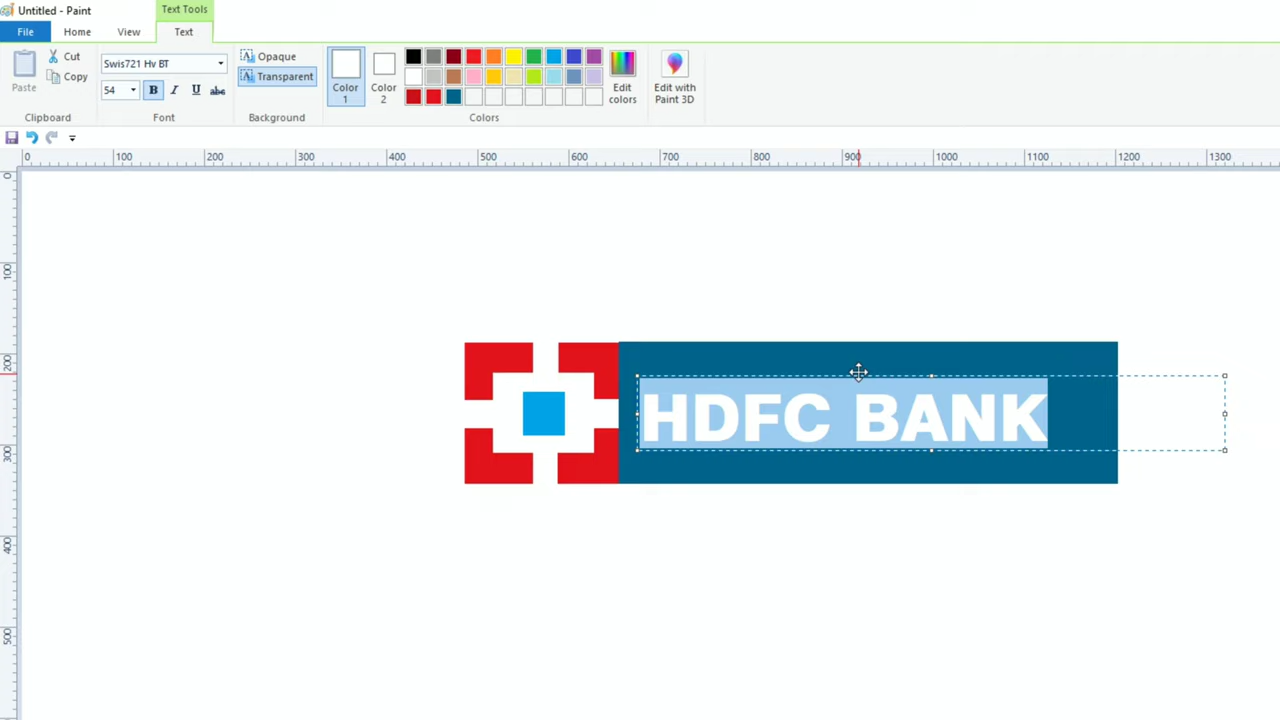 Untitled - Paint
Text Tools
File
Home
View
Text
Paste
Cut
Copy
Clipboard
Swis721 Hv BT
54
B
I
U
abc
Font
Opaque
Transparent
Background
Color 1
Color 2
Edit colors
Colors
Edit with Paint 3D
0 100 200 300 400 500 600 700 800 900 1000 1100 1200 1300
0
100
200
300
400
500
HDFC BANK